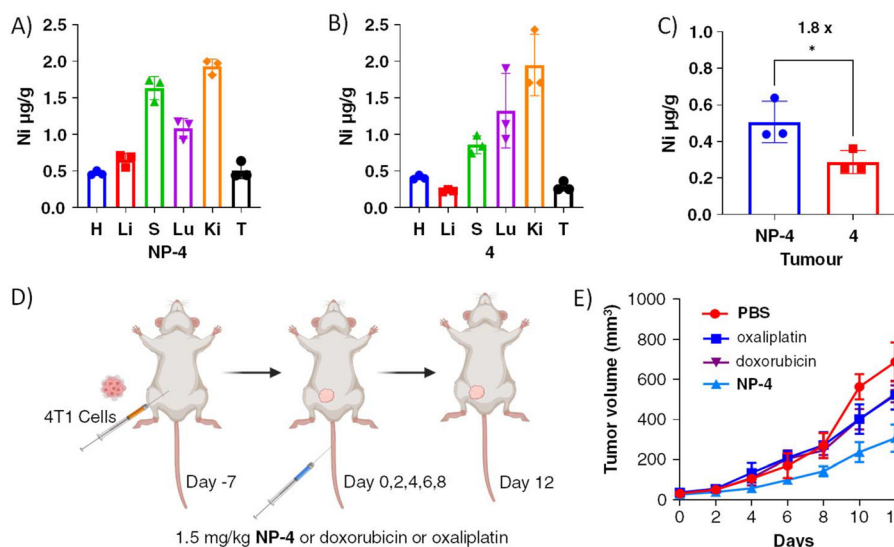 A)
2.5
2.0
1.5
1.0
0.5
0.0
Ni µg/g
H Li S Lu Ki T
NP-4
B)
2.5
2.0
1.5
1.0
0.5
0.0
Ni µg/g
H Li S Lu Ki T
4
C)
1.8 x
*
1.0
0.8
0.6
0.4
0.2
0.0
Ni µg/g
NP-4 4
Tumour
D)
4T1 Cells
Day -7
Day 0,2,4,6,8
Day 12
1.5 mg/kg NP-4 or doxorubicin or oxaliplatin
E)
1000
800
600
400
200
0
Tumor volume (mm³)
PBS
oxaliplatin
doxorubicin
NP-4
0 2 4 6 8 10
Days